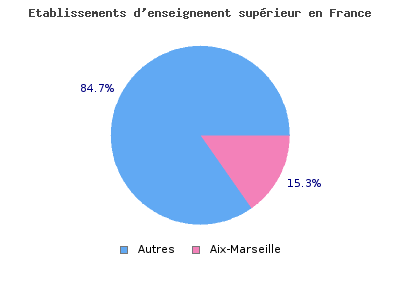 Etablissements d’enseignement supérieur en France
84.7%
15.3%
Autres Aix-Marseille